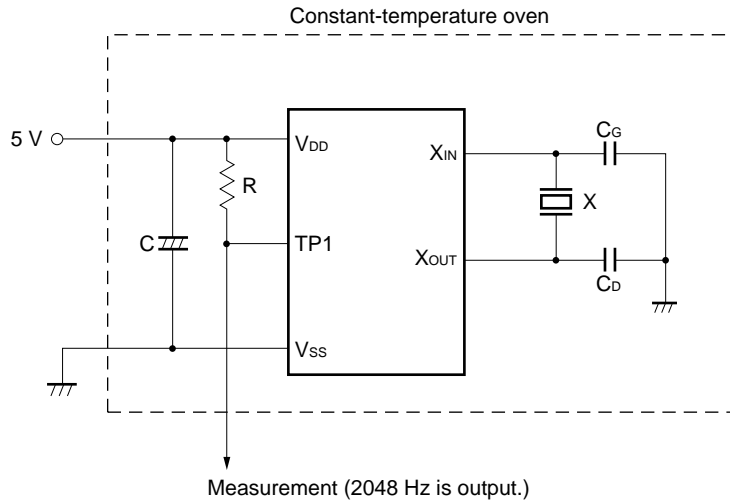 Constant-temperature oven
5 V
VDD
XIN
CG
R
X
C
TP1
XOUT
CD
VSS
Measurement (2048 Hz is output.)